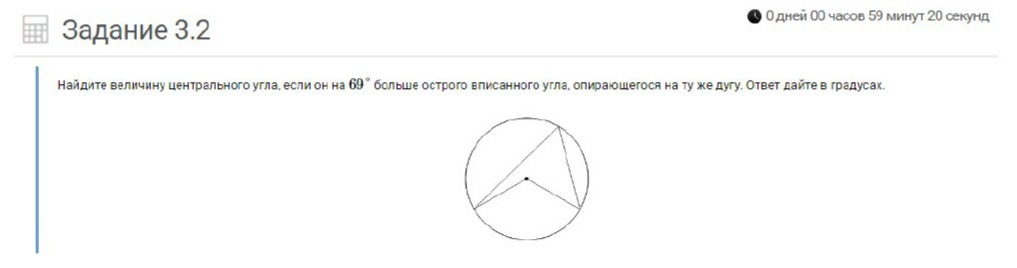 0 дней 00 часов 59 минут 20 секунд
Задание 3.2
Найдите величину центрального угла, если он на 69° больше острого вписанного угла, опирающегося на ту же дугу. Ответ дайте в градусах.